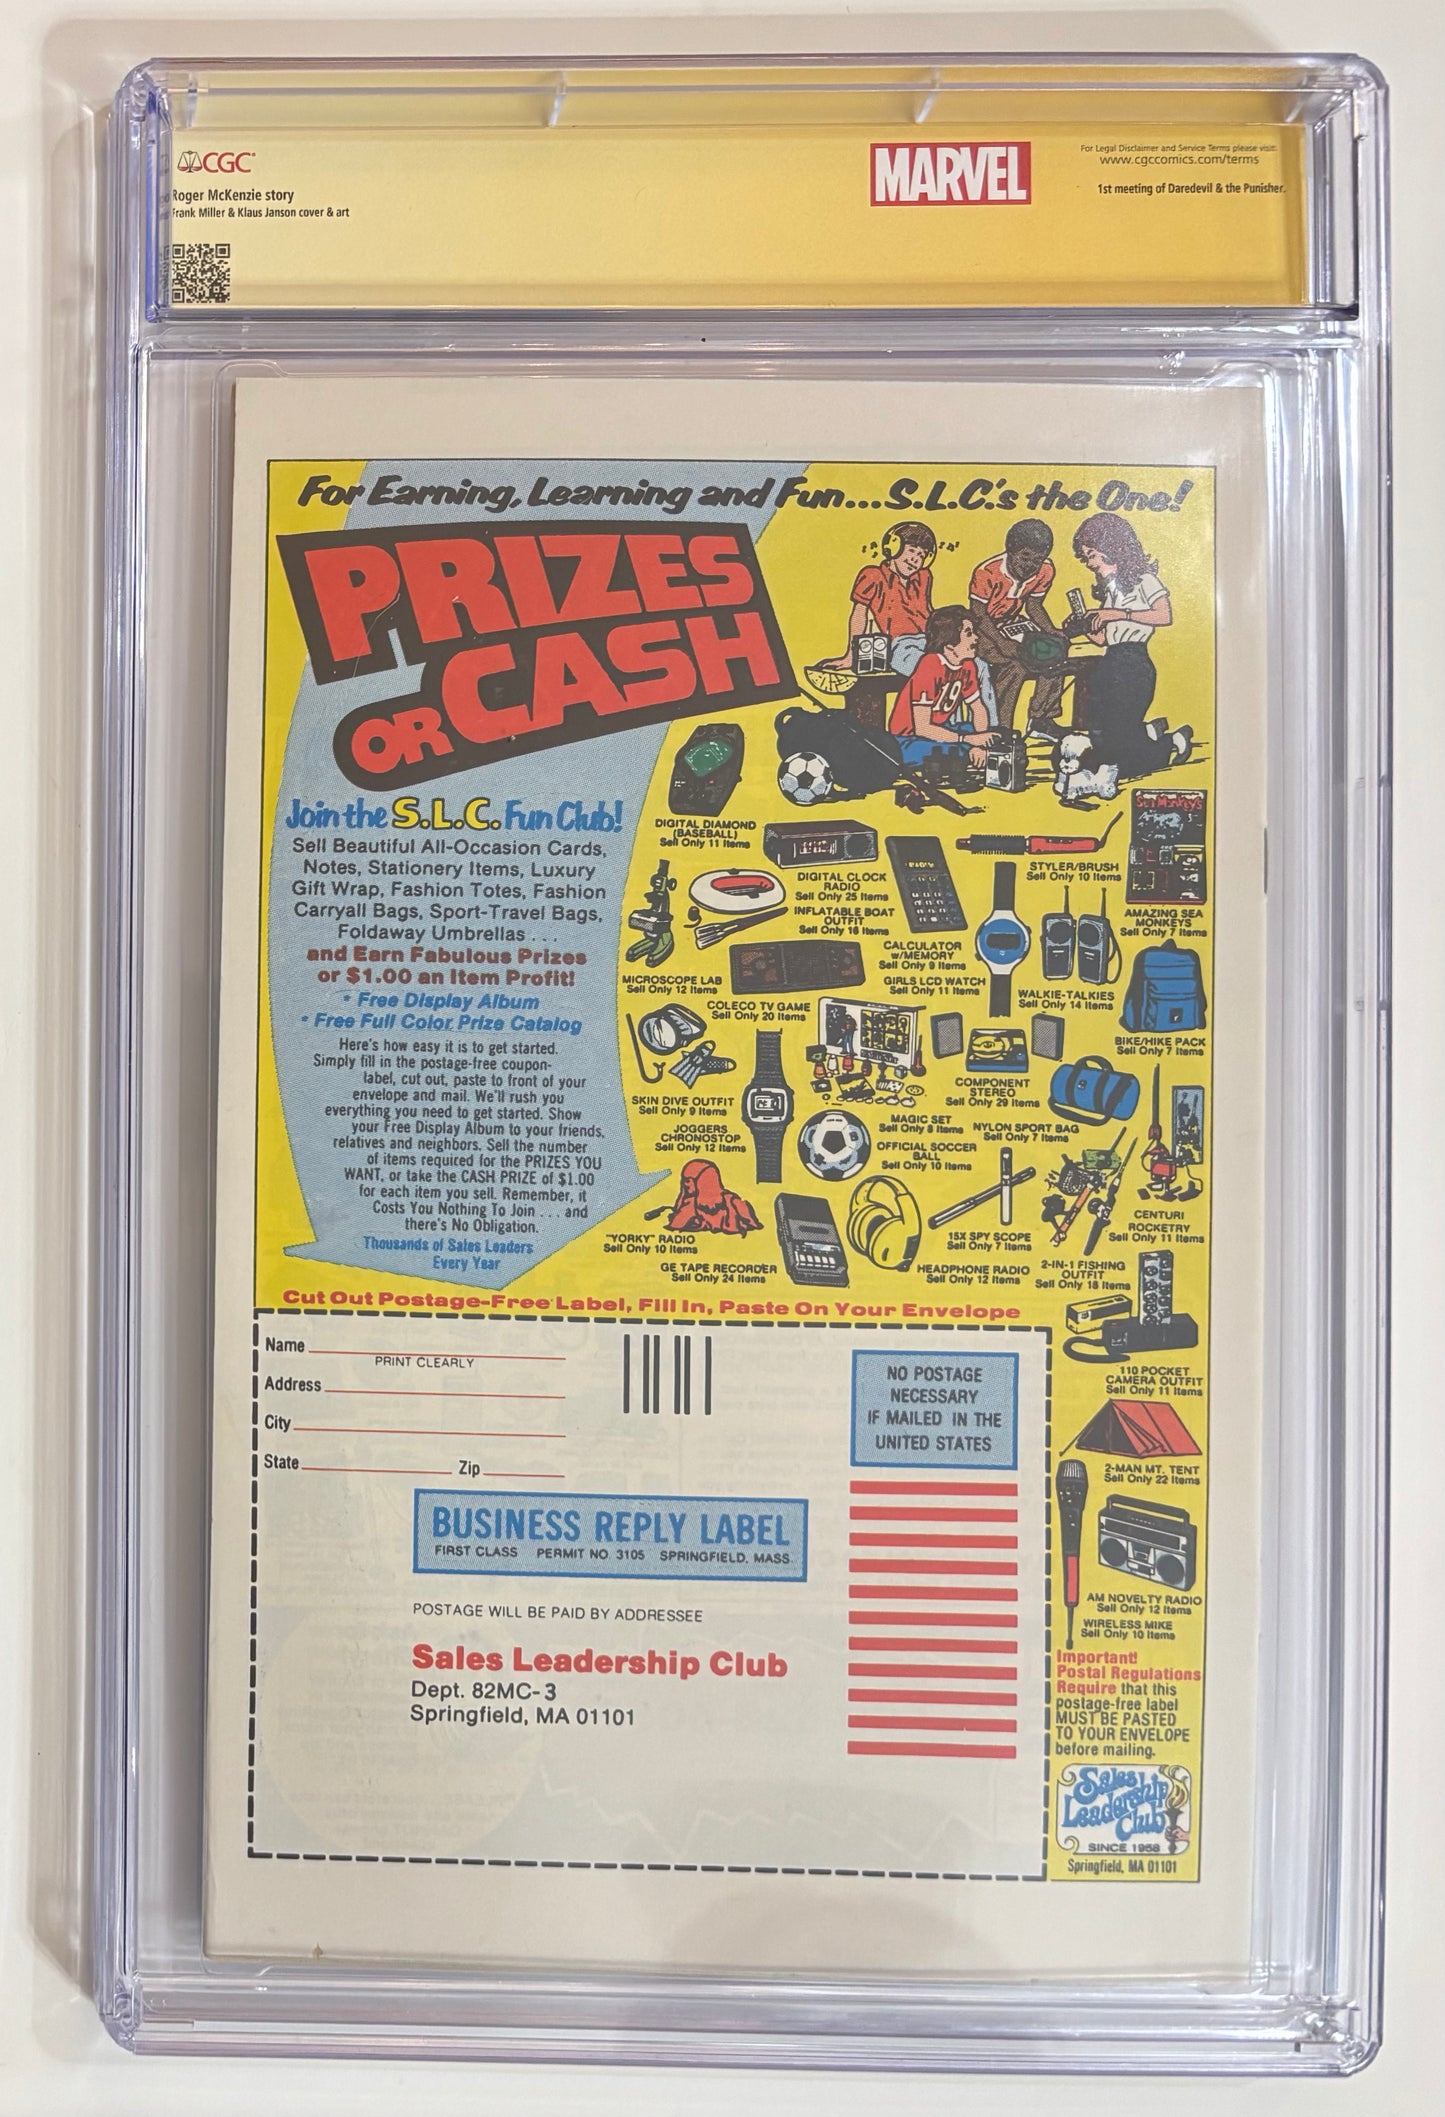 CGC
MARVEL
For Legal Disclaimer and Service Terms please visit:
www.cgccomics.com/terms
Roger McKenzie story
Frank Miller & Klaus Janson cover & art
1st meeting of Daredevil & the Punisher.
For Earning, Learning and Fun...S.L.C.'s the One!
PRIZES
OR CASH
19
Join the S.L.C. Fun Club!
Sell Beautiful All-Occasion Cards,
Notes, Stationery Items, Luxury
Gift Wrap, Fashion Totes, Fashion
Carryall Bags, Sport-Travel Bags,
Foldaway Umbrellas . . .
and Earn Fabulous Prizes
or $1.00 an Item Profit!
* Free Display Album
* Free Full Color Prize Catalog
Here's how easy it is to get started.
Simply fill in the postage-free coupon-
label, cut out, paste to front of your
envelope and mail. We'll rush you
everything you need to get started. Show
your Free Display Album to your friends,
relatives and neighbors. Sell the number
of items required for the PRIZES YOU
WANT, or take the CASH PRIZE of $1.00
for each item you sell. Remember, it
Costs You Nothing To Join . . . and
there's No Obligation.
Thousands of Sales Leaders
Every Year
DIGITAL DIAMOND
(BASEBALL)
Sell Only 11 Items
DIGITAL CLOCK
RADIO
Sell Only 25 Items
STYLER/BRUSH
Sell Only 10 Items
Sea Monkeys
AMAZING SEA
MONKEYS
Sell Only 7 Items
INFLATABLE BOAT
OUTFIT
Sell Only 16 Items
CALCULATOR
w/MEMORY
Sell Only 9 Items
MICROSCOPE LAB
Sell Only 12 Items
GIRLS LCD WATCH
Sell Only 11 Items
WALKIE-TALKIES
Sell Only 14 Items
COLECO TV GAME
Sell Only 20 Items
BIKE/HIKE PACK
Sell Only 7 Items
SKIN DIVE OUTFIT
Sell Only 9 Items
COMPONENT
STEREO
Sell Only 29 Items
MAGIC SET
Sell Only 8 Items
NYLON SPORT BAG
Sell Only 7 Items
JOGGERS
CHRONOSTOP
Sell Only 12 Items
OFFICIAL SOCCER
BALL
Sell Only 10 Items
CENTURI
ROCKETRY
Sell Only 11 Items
"YORKY" RADIO
Sell Only 10 Items
15X SPY SCOPE
Sell Only 7 Items
GE TAPE RECORDER
Sell Only 24 Items
HEADPHONE RADIO
Sell Only 12 Items
2-IN-1 FISHING
OUTFIT
Sell Only 18 Items
Cut Out Postage-Free Label, Fill In, Paste On Your Envelope
110 POCKET
CAMERA OUTFIT
Sell Only 11 Items
2-MAN MT. TENT
Sell Only 22 Items
AM NOVELTY RADIO
Sell Only 12 Items
WIRELESS MIKE
Sell Only 10 Items
Name
PRINT CLEARLY
Address
City
State Zip
NO POSTAGE
NECESSARY
IF MAILED IN THE
UNITED STATES
BUSINESS REPLY LABEL
FIRST CLASS PERMIT NO. 3105 SPRINGFIELD, MASS.
POSTAGE WILL BE PAID BY ADDRESSEE
Sales Leadership Club
Dept. 82MC-3
Springfield, MA 01101
Important!
Postal Regulations
Require that this
postage-free label
MUST BE PASTED
TO YOUR ENVELOPE
before mailing.
Sales
Leadership
Club
SINCE 1958
Springfield, MA 01101